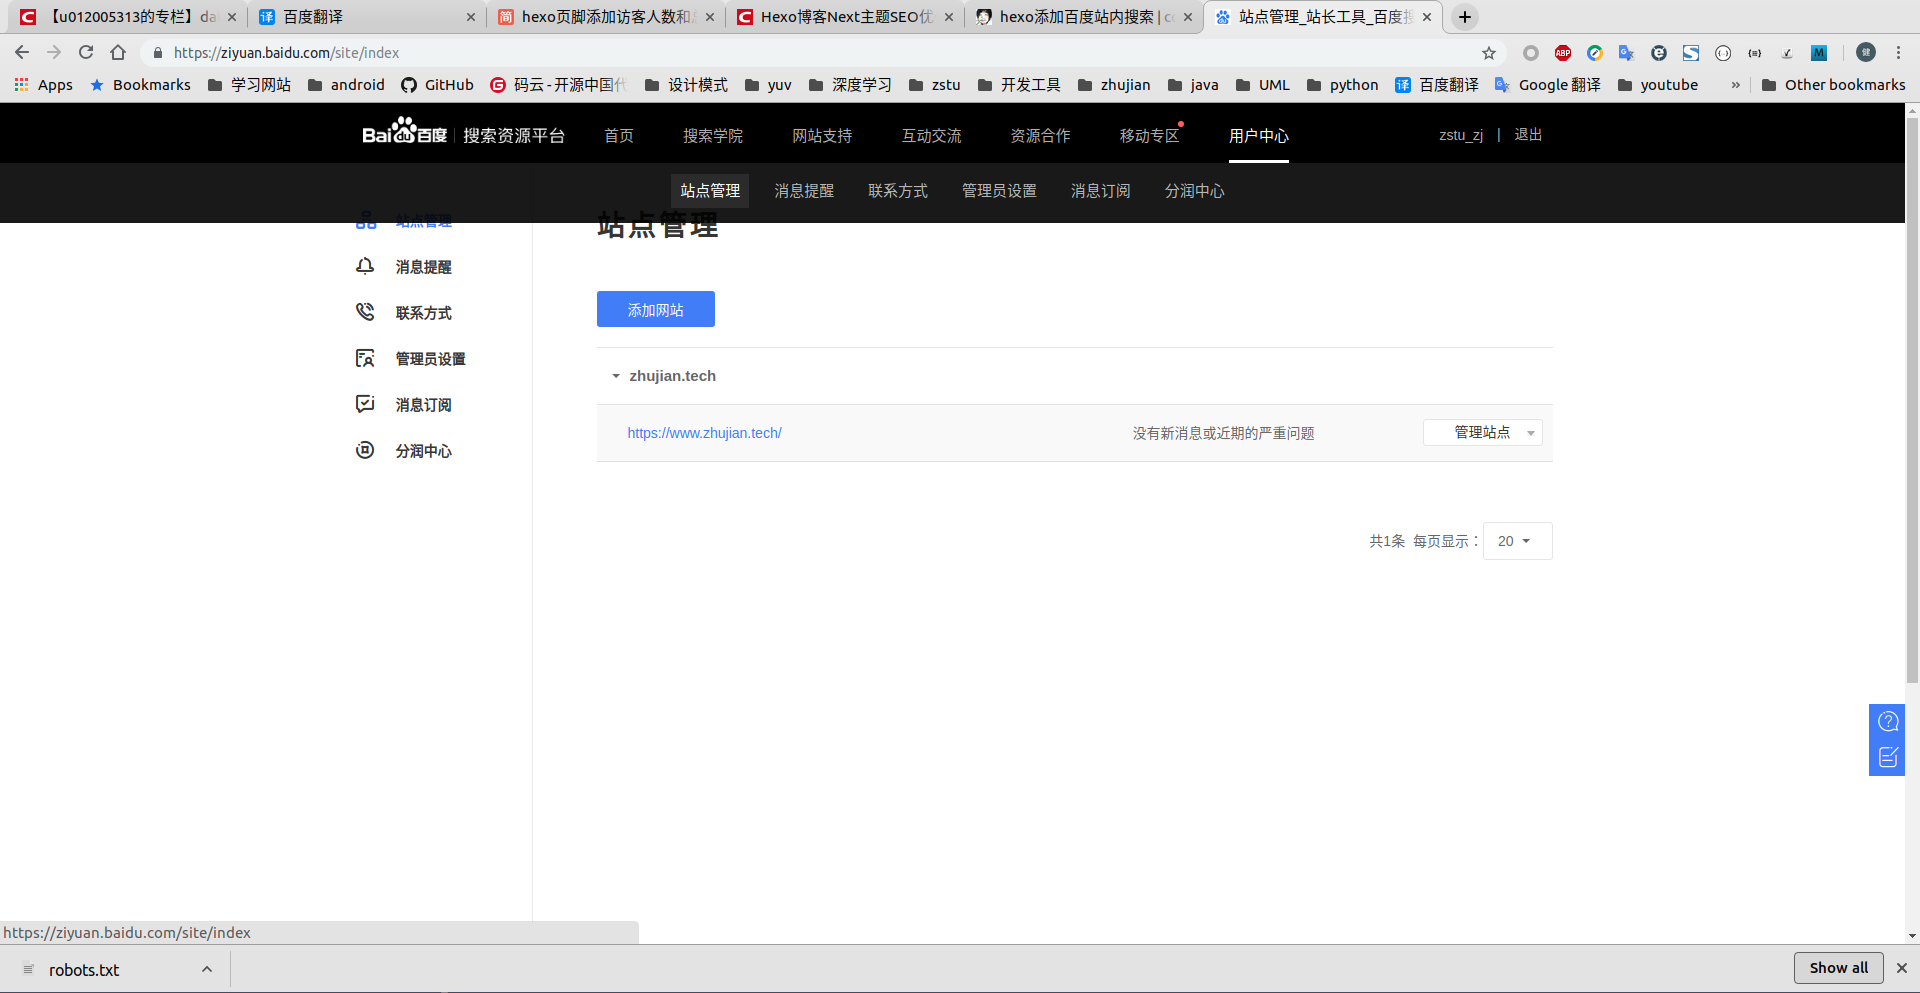 【u012005313的专栏】da
百度翻译
hexo页脚添加访客人数和
Hexo博客Next主题SEO优
hexo添加百度站内搜索 | c
站点管理_站长工具_百度搜
https://ziyuan.baidu.com/site/index
ABP
健
Apps
Bookmarks
学习网站
android
GitHub
码云 - 开源中国代
设计模式
yuv
深度学习
zstu
开发工具
zhujian
java
UML
python
百度翻译
Google 翻译
youtube
»
Other bookmarks
Bai du 百度 | 搜索资源平台
首页
搜索学院
网站支持
互动交流
资源合作
移动专区
用户中心
zstu_zj | 退出
站点管理
消息提醒
联系方式
管理员设置
消息订阅
分润中心
站点管理
消息提醒
联系方式
管理员设置
消息订阅
分润中心
站点管理
添加网站
zhujian.tech
https://www.zhujian.tech/
没有新消息或近期的严重问题
管理站点
共1条 每页显示：
20
https://ziyuan.baidu.com/site/index
robots.txt
Show all